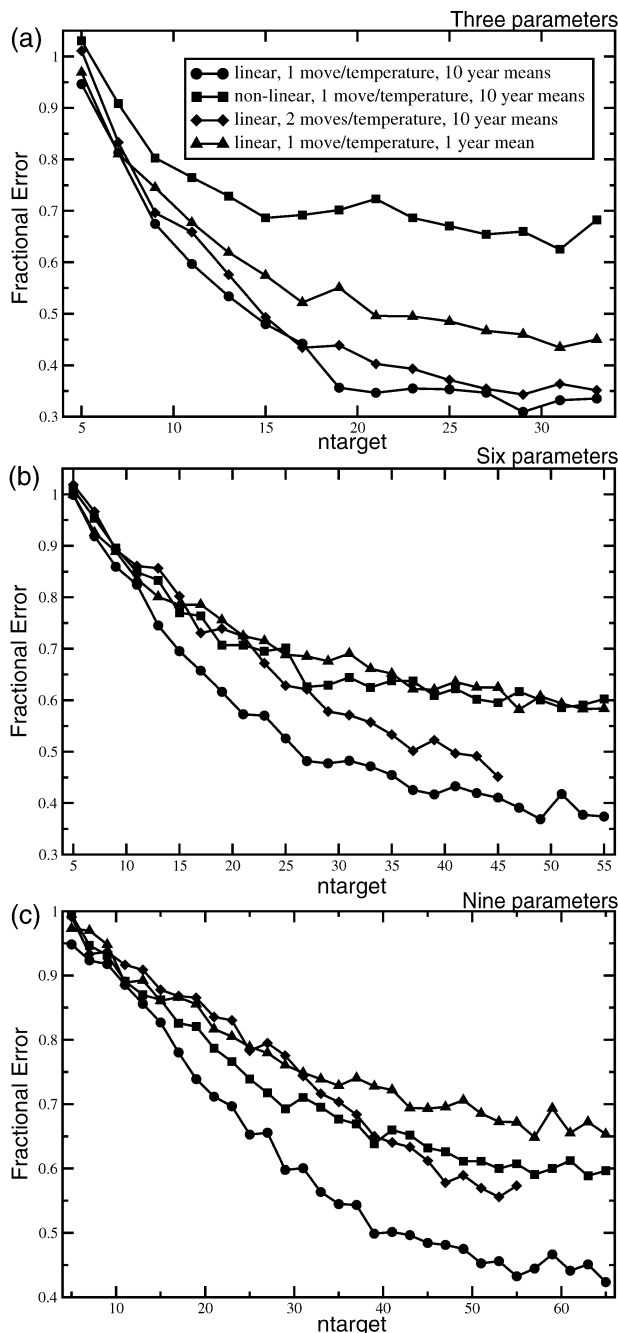 Three parameters
(a)
1
0.9
0.8
0.7
0.6
0.5
0.4
0.3
Fractional Error
linear, 1 move/temperature, 10 year means
non-linear, 1 move/temperature, 10 year means
linear, 2 moves/temperature, 10 year means
linear, 1 move/temperature, 1 year mean
5 10 15 20 25 30
ntarget
Six parameters
(b)
1
0.9
0.8
0.7
0.6
0.5
0.4
0.3
Fractional Error
5 10 15 20 25 30 35 40 45 50 55
ntarget
Nine parameters
(c)
1
0.9
0.8
0.7
0.6
0.5
0.4
Fractional Error
10 20 30 40 50 60
ntarget